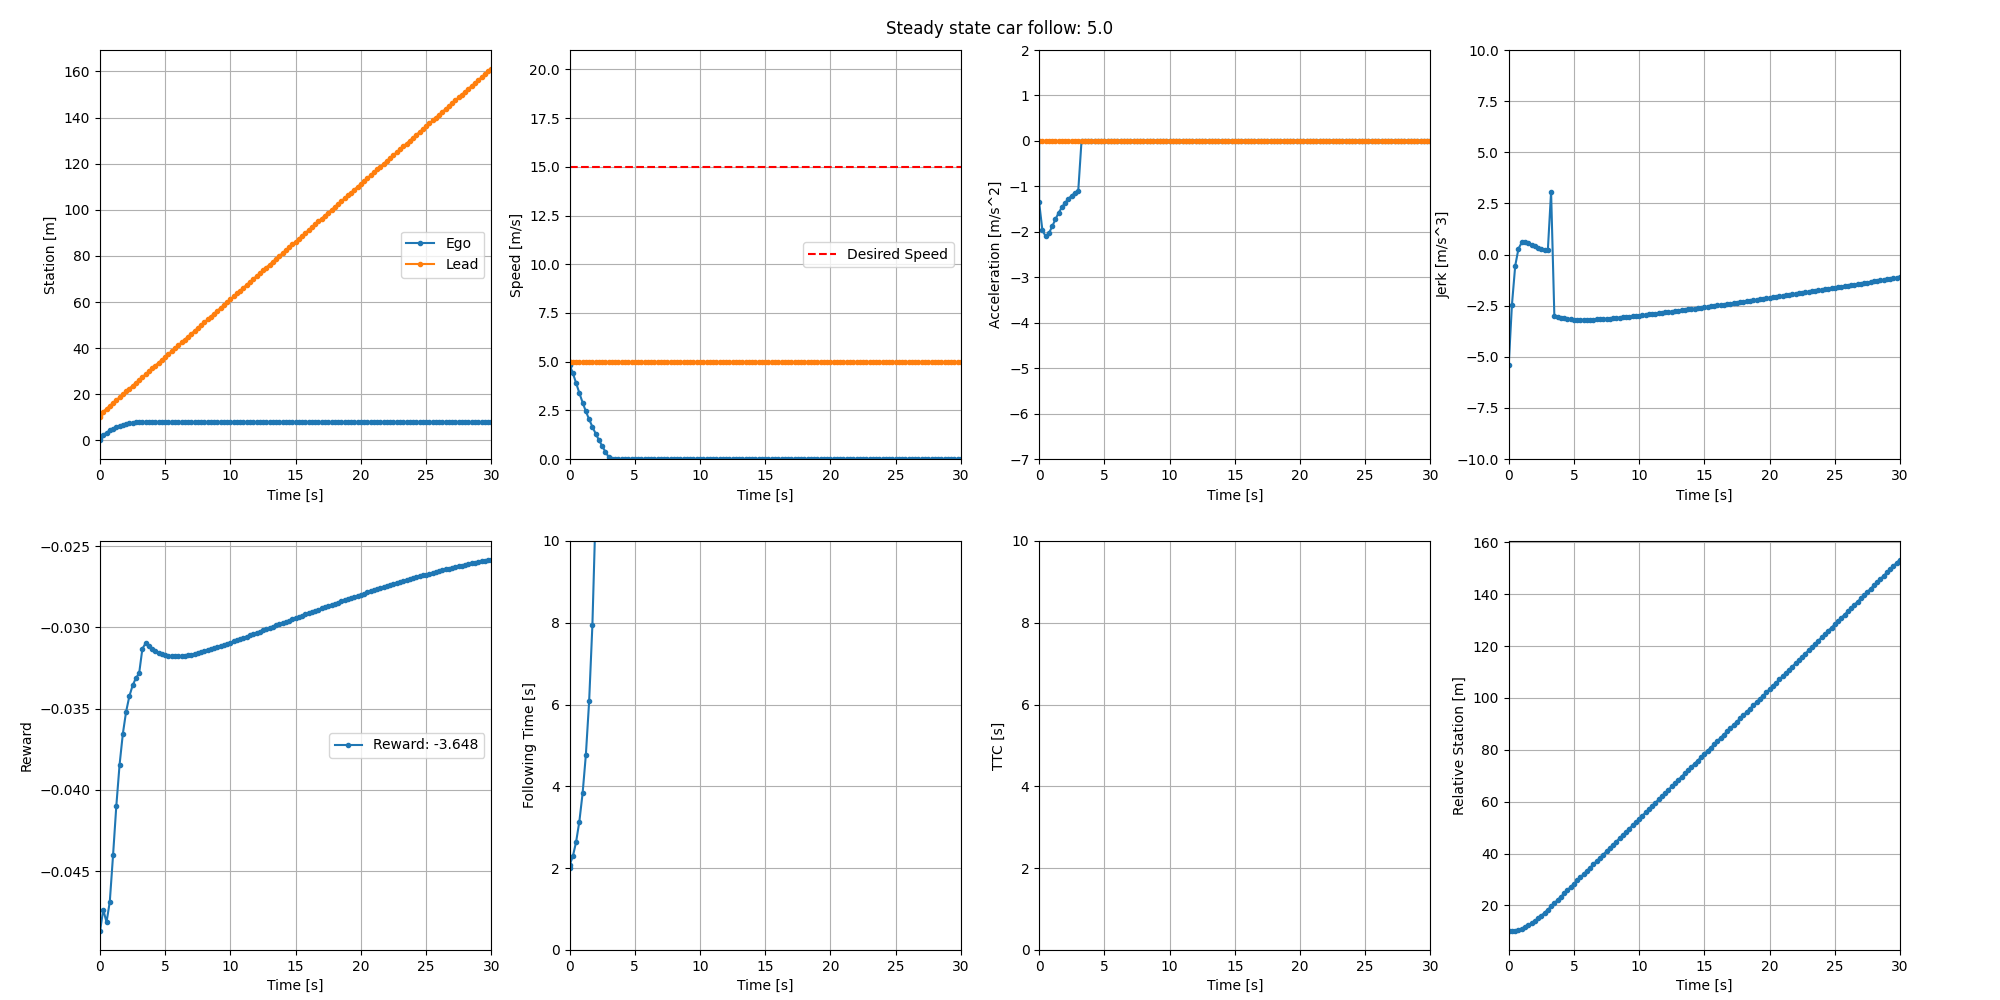 Steady state car follow: 5.0
Station [m]
160
140
120
100
80
60
40
20
0
Ego
Lead
0 5 10 15 20 25 30
Time [s]
Speed [m/s]
20.0
17.5
15.0
12.5
10.0
7.5
5.0
2.5
0.0
Desired Speed
0 5 10 15 20 25 30
Time [s]
Acceleration [m/s^2]
2
1
0
−1
−2
−3
−4
−5
−6
−7
0 5 10 15 20 25 30
Time [s]
Jerk [m/s^3]
10.0
7.5
5.0
2.5
0.0
−2.5
−5.0
−7.5
−10.0
0 5 10 15 20 25 30
Time [s]
Reward
−0.025
−0.030
−0.035
−0.040
−0.045
Reward: -3.648
0 5 10 15 20 25 30
Time [s]
Following Time [s]
10
8
6
4
2
0
0 5 10 15 20 25 30
Time [s]
TTC [s]
10
8
6
4
2
0
0 5 10 15 20 25 30
Time [s]
Relative Station [m]
160
140
120
100
80
60
40
20
0 5 10 15 20 25 30
Time [s]